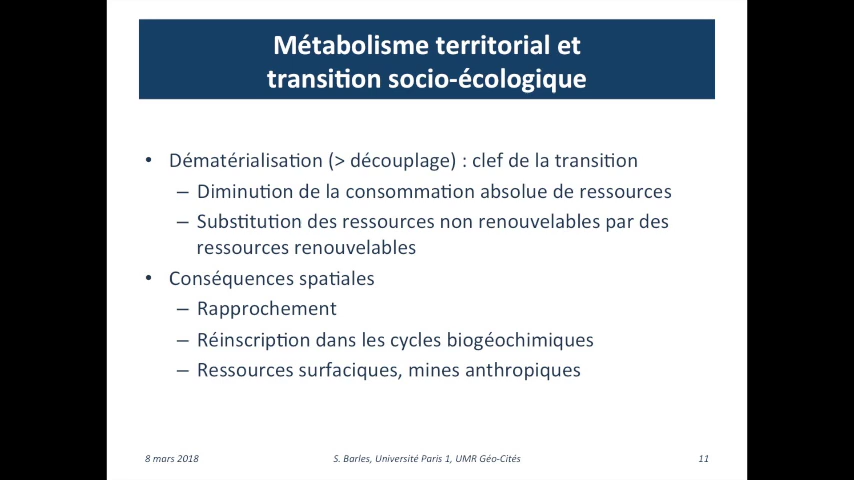 Métabolisme territorial et
transition socio-écologique
• Dématérialisation (> découplage) : clef de la transition
– Diminution de la consommation absolue de ressources
– Substitution des ressources non renouvelables par des
ressources renouvelables
• Conséquences spatiales
– Rapprochement
– Réinscription dans les cycles biogéochimiques
– Ressources surfaciques, mines anthropiques
8 mars 2018 S. Barles, Université Paris 1, UMR Géo-Cités 11